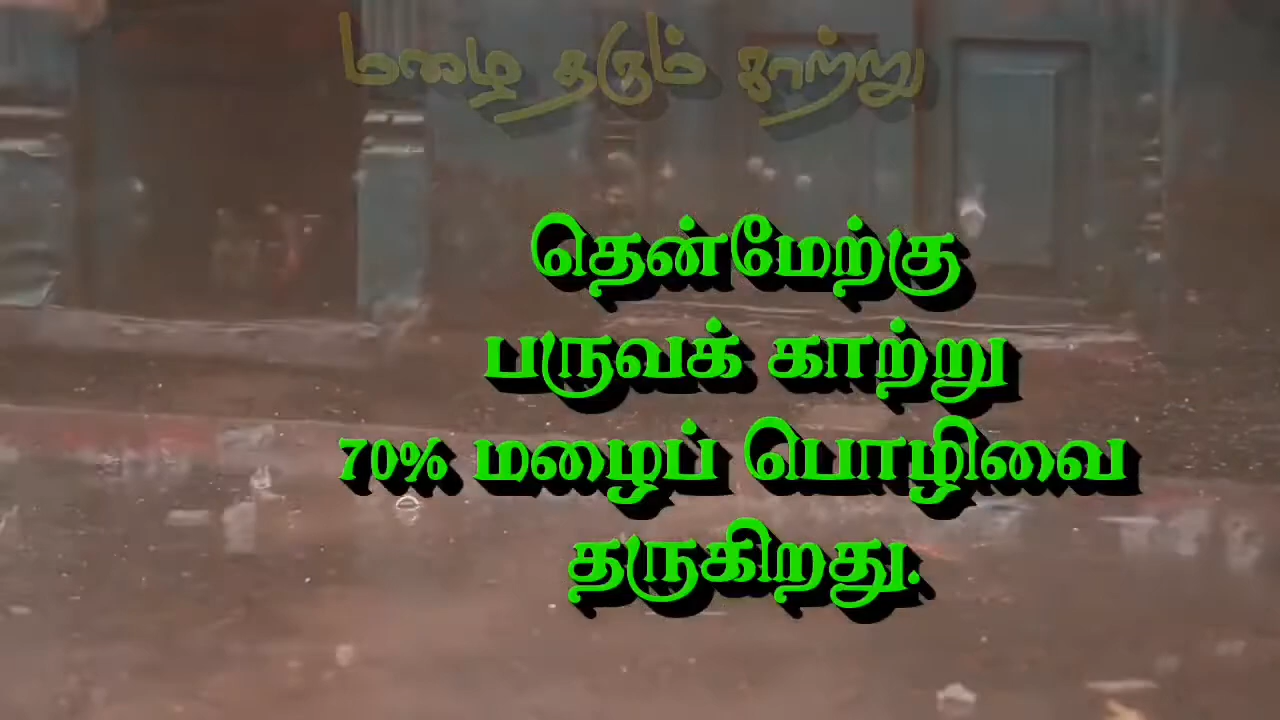 மழை தரும் காற்று
தென்மேற்கு
பருவக் காற்று
70% மழைப் பொழிவை
தருகிறது.